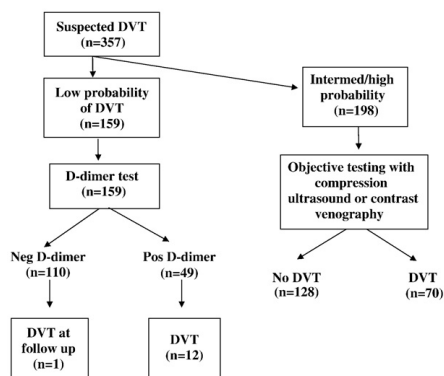 Suspected DVT
(n=357)
Low probability
of DVT
(n=159)
Intermed/high
probability
(n=198)
D-dimer test
(n=159)
Objective testing with
compression
ultrasound or contrast
venography
Neg D-dimer
(n=110)
Pos D-dimer
(n=49)
No DVT
(n=128)
DVT
(n=70)
DVT at
follow up
(n=1)
DVT
(n=12)